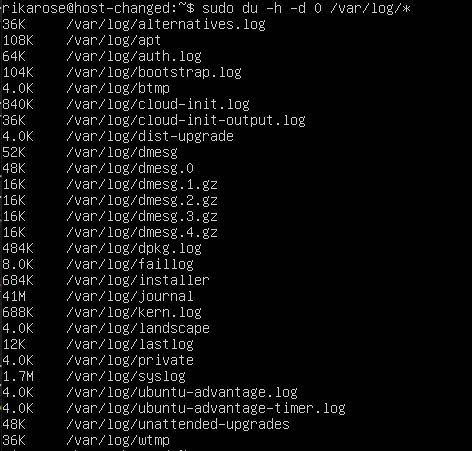 rikarose@host-changed:~$ sudo du -h -d 0 /var/log/*
36K /var/log/alternatives.log
108K /var/log/apt
64K /var/log/auth.log
104K /var/log/bootstrap.log
4.0K /var/log/btmp
840K /var/log/cloud-init.log
36K /var/log/cloud-init-output.log
4.0K /var/log/dist-upgrade
52K /var/log/dmesg
48K /var/log/dmesg.0
16K /var/log/dmesg.1.gz
16K /var/log/dmesg.2.gz
16K /var/log/dmesg.3.gz
16K /var/log/dmesg.4.gz
484K /var/log/dpkg.log
8.0K /var/log/faillog
684K /var/log/installer
41M /var/log/journal
688K /var/log/kern.log
4.0K /var/log/landscape
12K /var/log/lastlog
4.0K /var/log/private
1.7M /var/log/syslog
4.0K /var/log/ubuntu-advantage.log
4.0K /var/log/ubuntu-advantage-timer.log
48K /var/log/unattended-upgrades
36K /var/log/wtmp